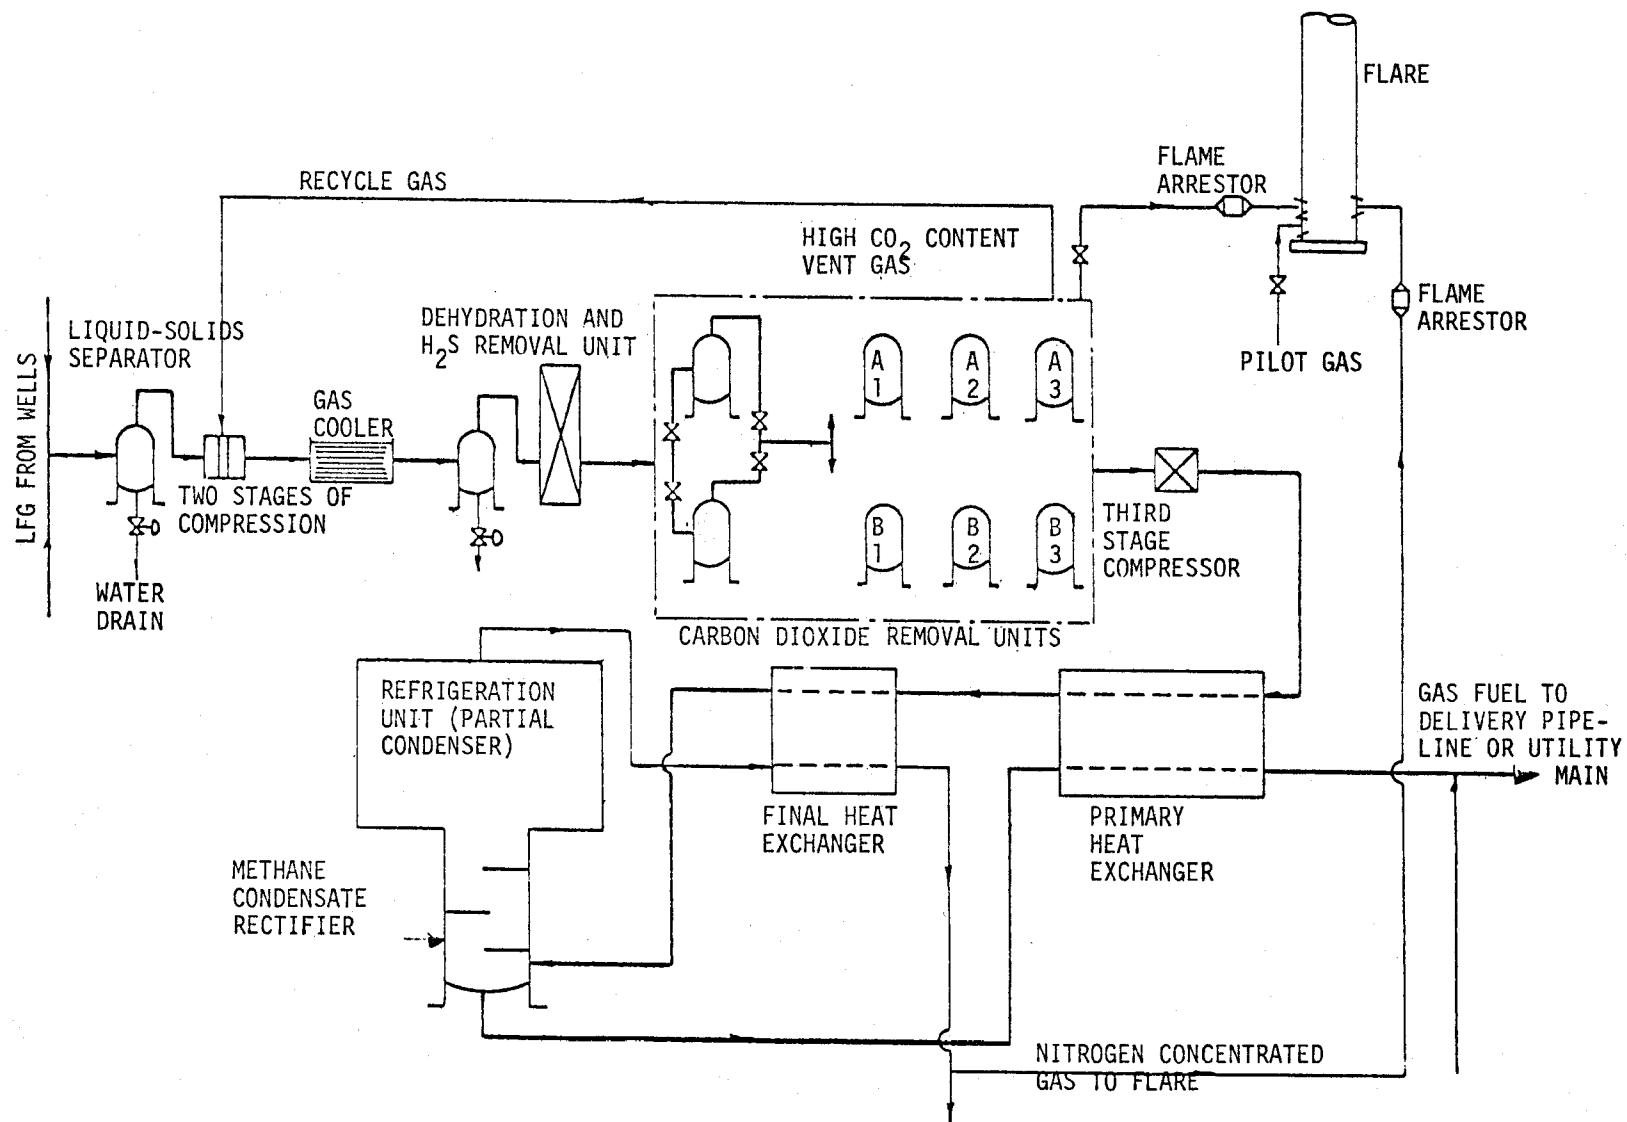 FLARE
FLAME
ARRESTOR
RECYCLE GAS
HIGH CO2 CONTENT
VENT GAS
FLAME
ARRESTOR
PILOT GAS
LIQUID-SOLIDS
SEPARATOR
DEHYDRATION AND
H2S REMOVAL UNIT
LFG FROM WELLS
GAS
COOLER
A
1
A
2
A
3
TWO STAGES OF
COMPRESSION
B
1
B
2
B
3
THIRD
STAGE
COMPRESSOR
WATER
DRAIN
CARBON DIOXIDE REMOVAL UNITS
REFRIGERATION
UNIT (PARTIAL
CONDENSER)
GAS FUEL TO
DELIVERY PIPE-
LINE OR UTILITY
MAIN
FINAL HEAT
EXCHANGER
PRIMARY
HEAT
EXCHANGER
METHANE
CONDENSATE
RECTIFIER
NITROGEN CONCENTRATED
GAS TO FLARE